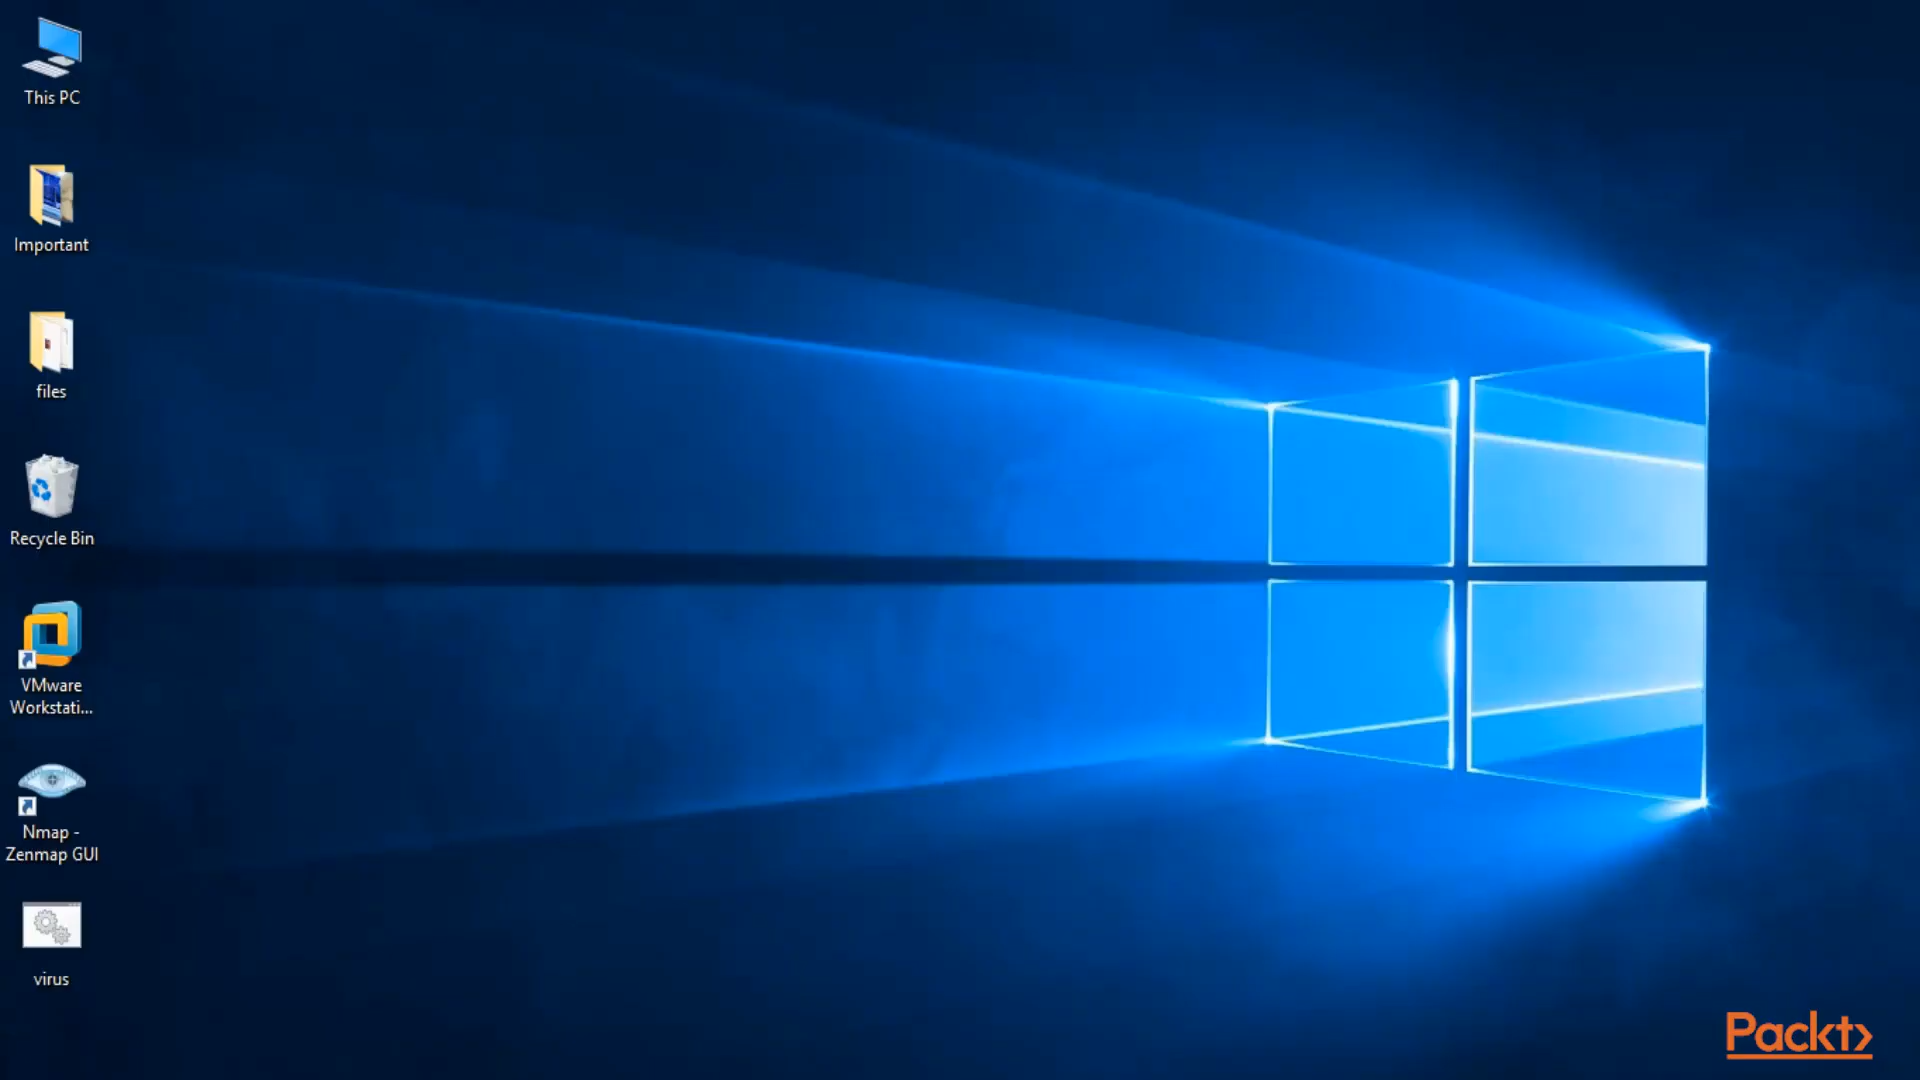 This PC
Important
files
Recycle Bin
VMware
Workstati...
Nmap -
Zenmap GUI
virus
Packt>